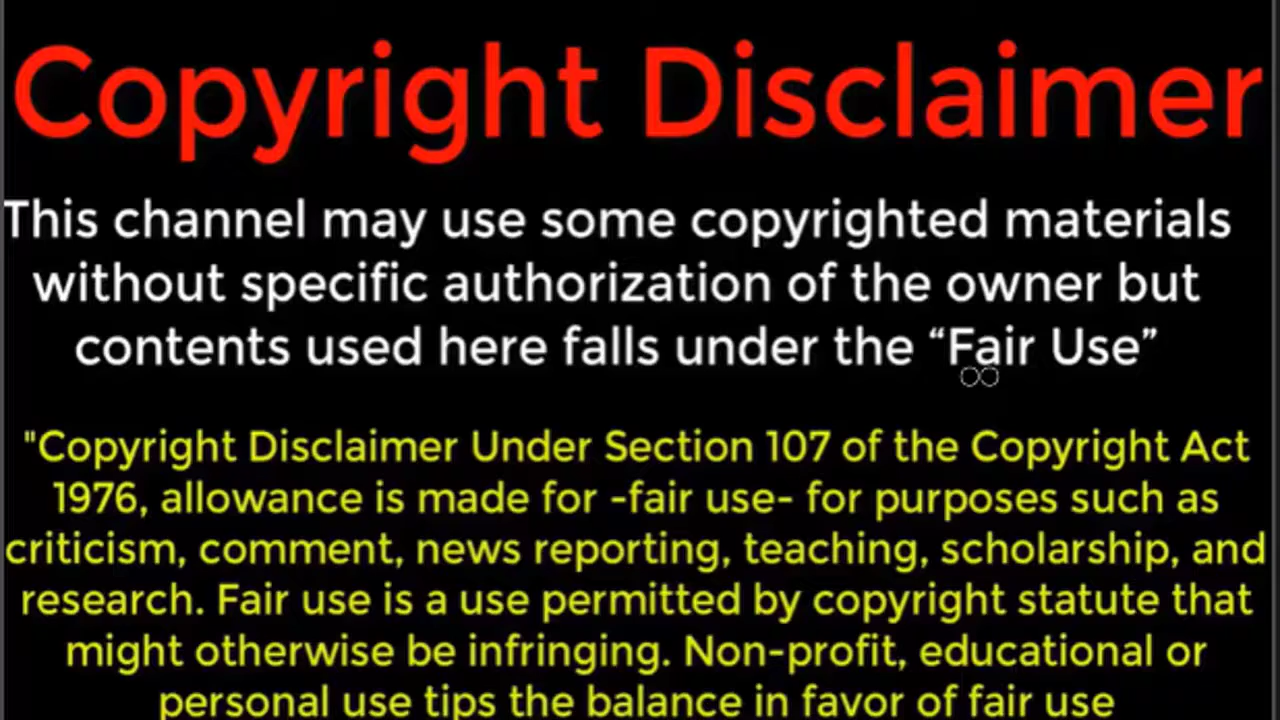 Copyright Disclaimer
This channel may use some copyrighted materials
without specific authorization of the owner but
contents used here falls under the “Fair Use”
"Copyright Disclaimer Under Section 107 of the Copyright Act
1976, allowance is made for -fair use- for purposes such as
criticism, comment, news reporting, teaching, scholarship, and
research. Fair use is a use permitted by copyright statute that
might otherwise be infringing. Non-profit, educational or
personal use tips the balance in favor of fair use